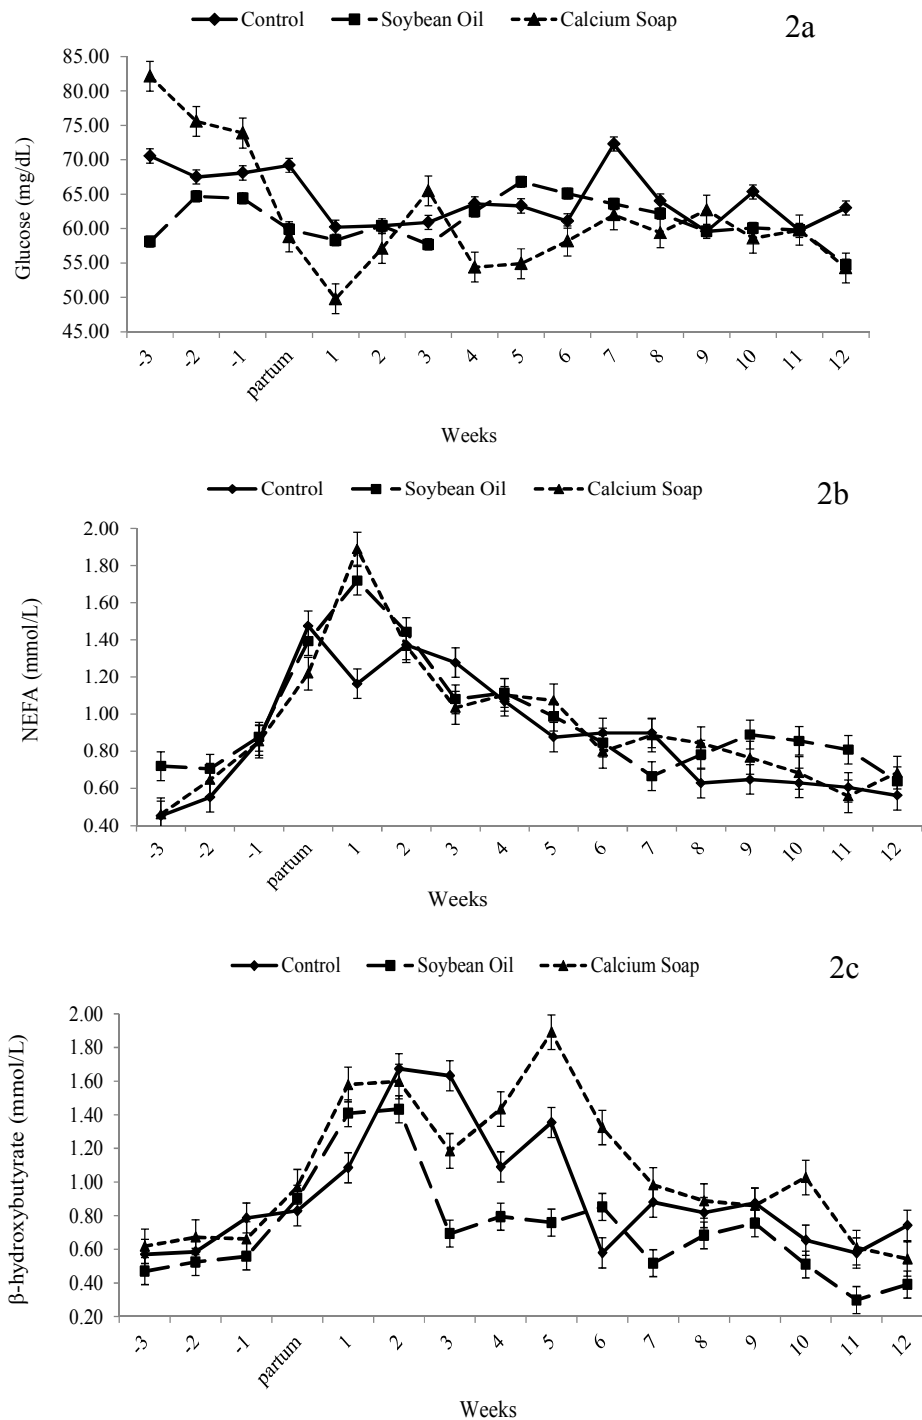 Control Soybean Oil Calcium Soap 2a
Glucose (mg/dL)
85.00
80.00
75.00
70.00
65.00
60.00
55.00
50.00
45.00
-3 -2 -1 partum 1 2 3 4 5 6 7 8 9 10 11 12
Weeks
Control Soybean Oil Calcium Soap 2b
NEFA (mmol/L)
2.00
1.80
1.60
1.40
1.20
1.00
0.80
0.60
0.40
-3 -2 -1 partum 1 2 3 4 5 6 7 8 9 10 11 12
Weeks
Control Soybean Oil Calcium Soap 2c
β-hydroxybutyrate (mmol/L)
2.00
1.80
1.60
1.40
1.20
1.00
0.80
0.60
0.40
0.20
-3 -2 -1 partum 1 2 3 4 5 6 7 8 9 10 11 12
Weeks